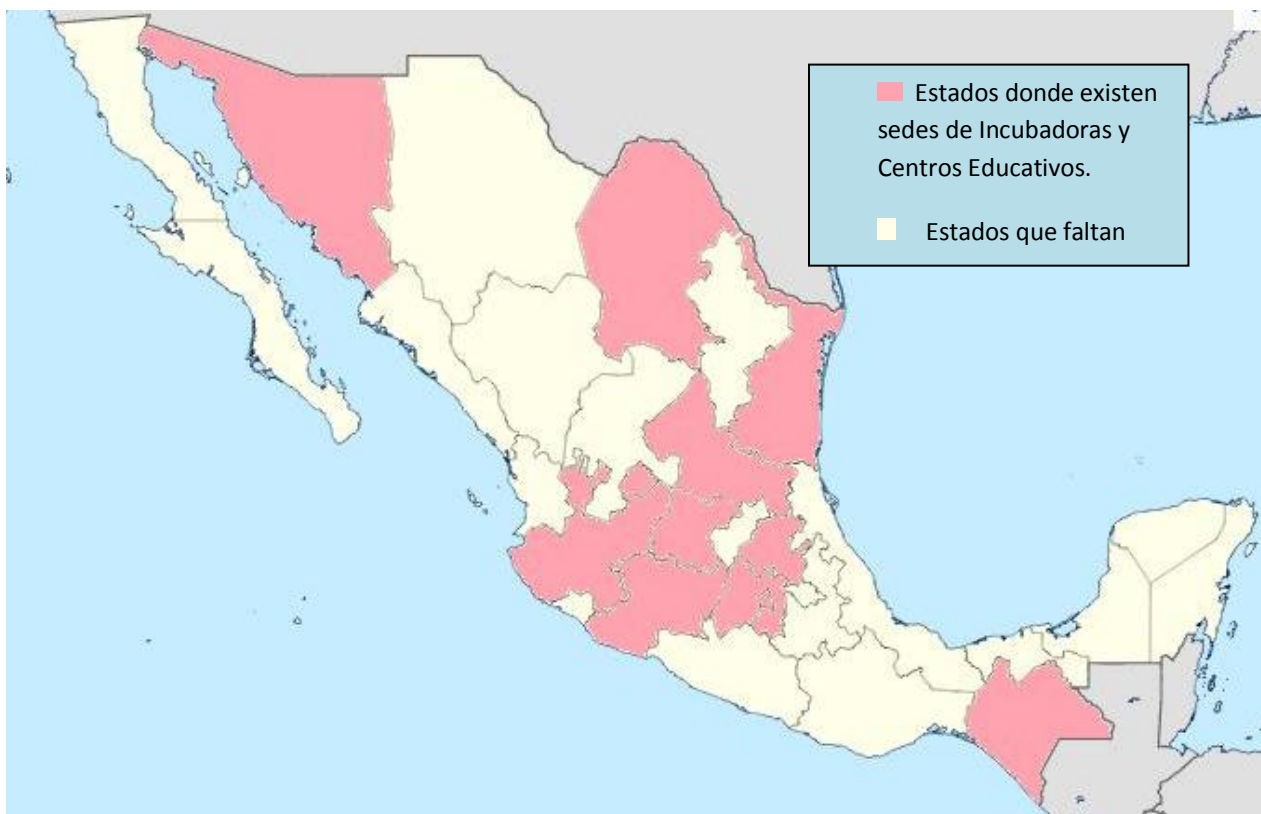 Estados donde existen
sedes de Incubadoras y
Centros Educativos.
Estados que faltan